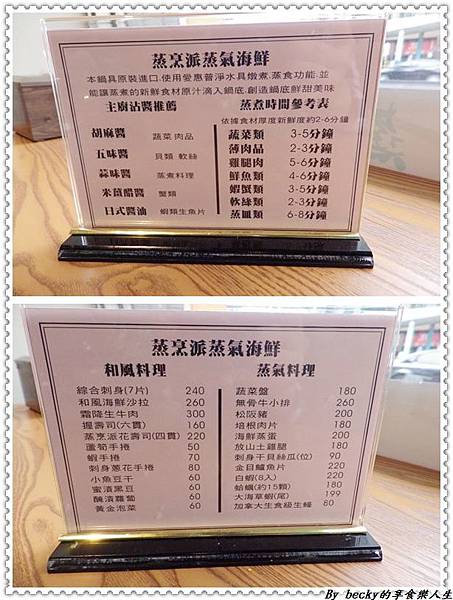 蒸烹派蒸氣海鮮
本鍋具原裝進口,使用愛惠普淨水具燉煮,蒸食功能,並
能讓蒸煮的新鮮食材原汁滴入鍋底,創造鍋底鮮甜美味
主廚沾醬推薦
胡麻醬 蔬菜 肉品
五味醬 貝類 軟絲
蒜味醬 蒸煮料理
米菔醋醬 蟹類
日式醬油 蝦類生魚片
蒸煮時間參考表
依據食材厚度新鮮度約2-6分鐘
蔬菜類 3-5分鐘
薄肉品 2-3分鐘
雞腿肉 5-6分鐘
鮮魚類 4-6分鐘
蝦蟹類 3-5分鐘
軟絲類 2-3分鐘
蒸皿類 6-8分鐘
蒸烹派蒸氣海鮮
和風料理
綜合刺身(7片) 240
和風海鮮沙拉 260
霜降生牛肉 300
握壽司(六貫) 160
蒸烹派花壽司(四貫) 220
蘆筍手捲 50
蝦手捲 70
刺身蔥花手捲 80
小魚豆干 60
蜜漬黑豆 60
醃漬蘿蔔 60
黃金泡菜 60
蒸氣料理
蔬菜盤 180
無骨牛小排 260
松阪豬 200
培根肉片 180
海鮮蒸蛋 200
放山土雞腿 180
刺身干貝絲瓜(位) 90
金目鱸魚片 220
白蝦(8入) 220
蛤蠣(約15顆) 180
大海草蝦(尾) 199
加拿大生食級生蠔 80
By becky的享食樂人生